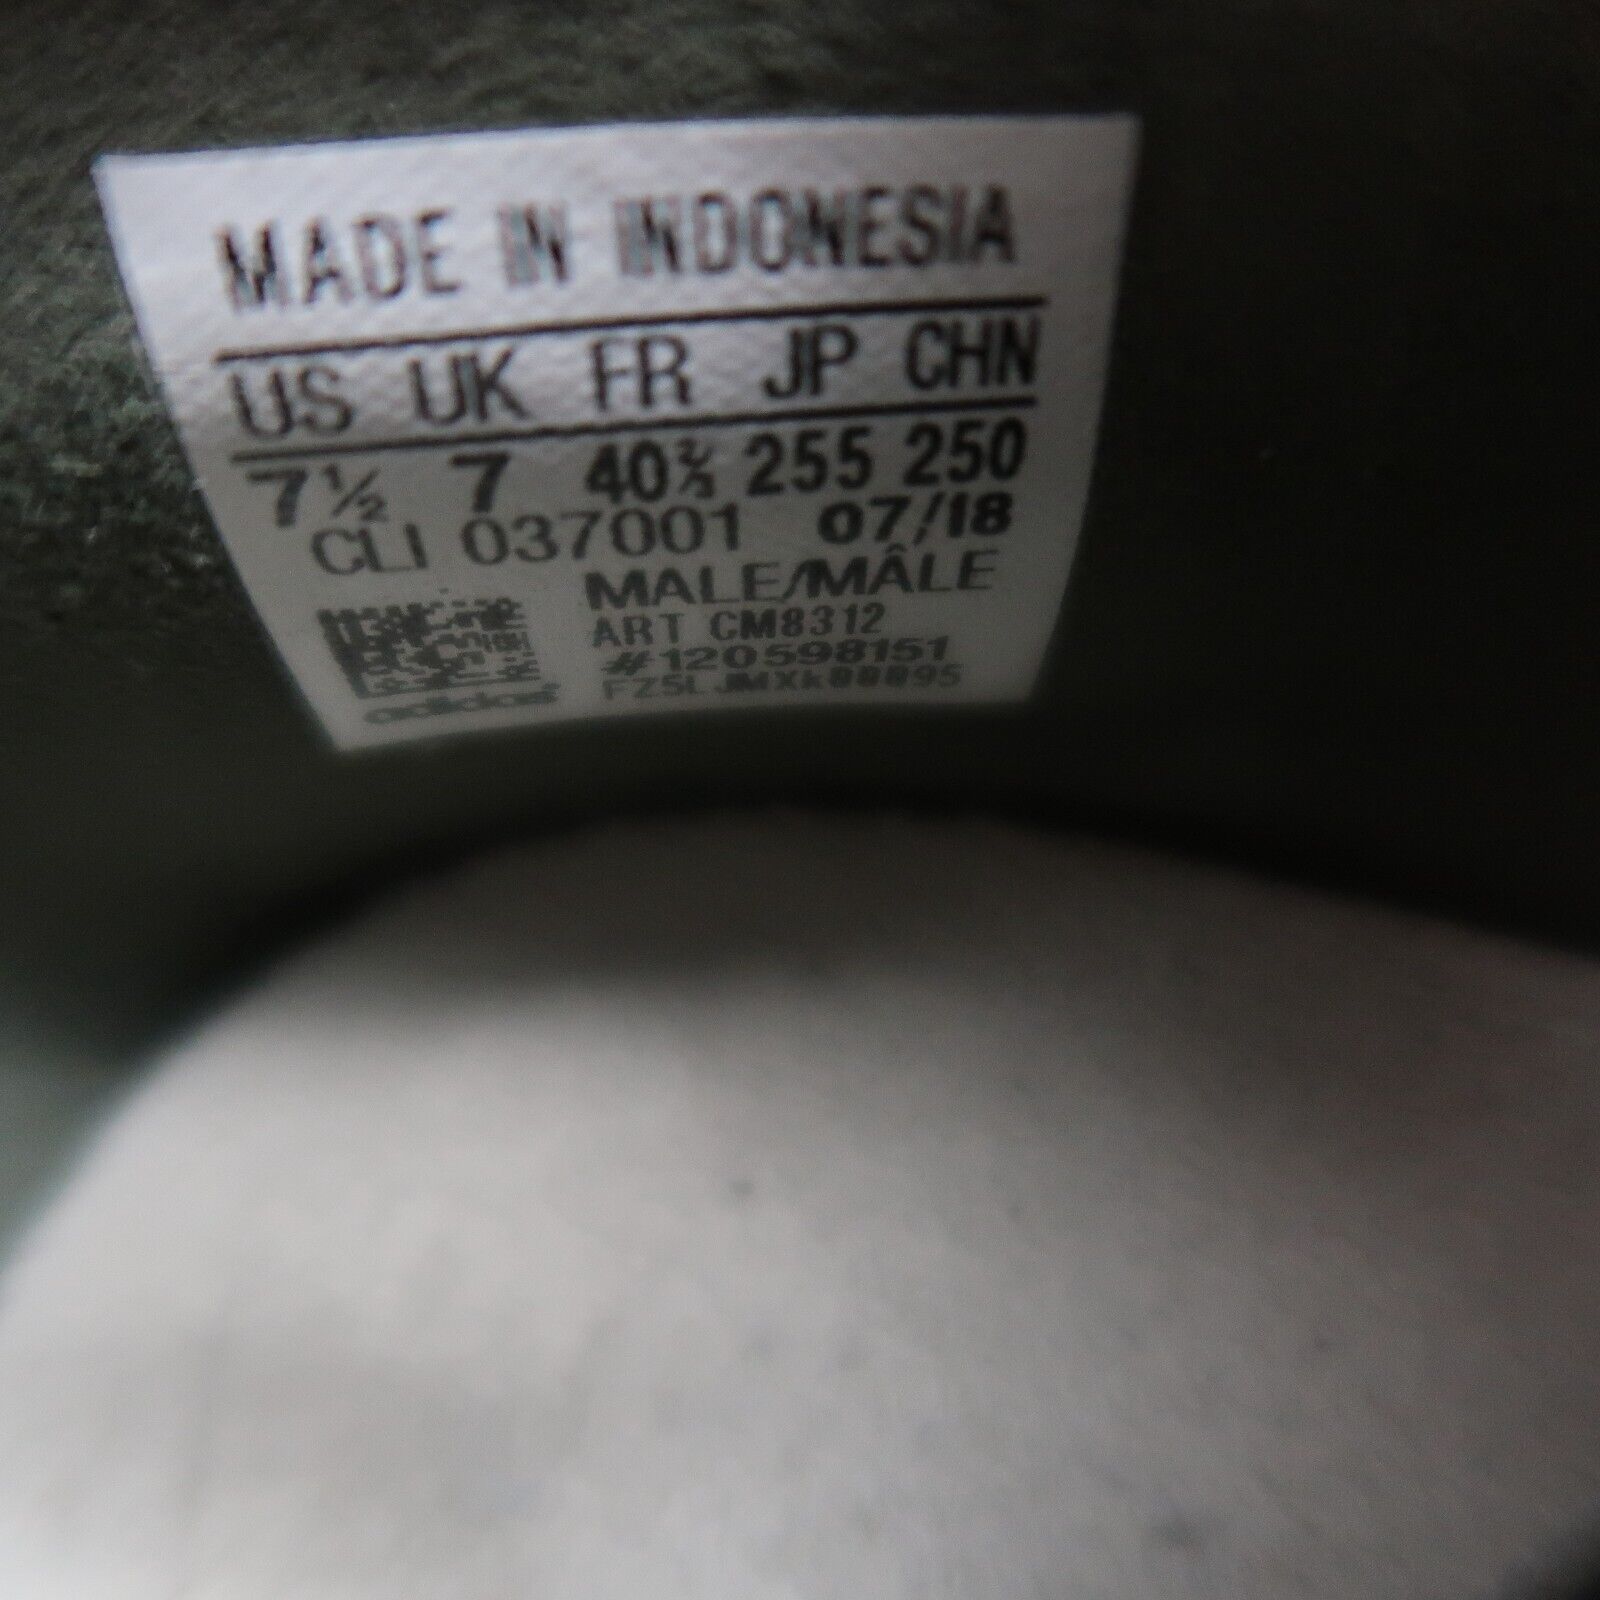 MADE IN INDONESIA
US UK FR JP CHN
7½ 7 40⅔ 255 250
CLI 037001 07/18
MALE/MÂLE
ART CM8312
#120598151
adidas